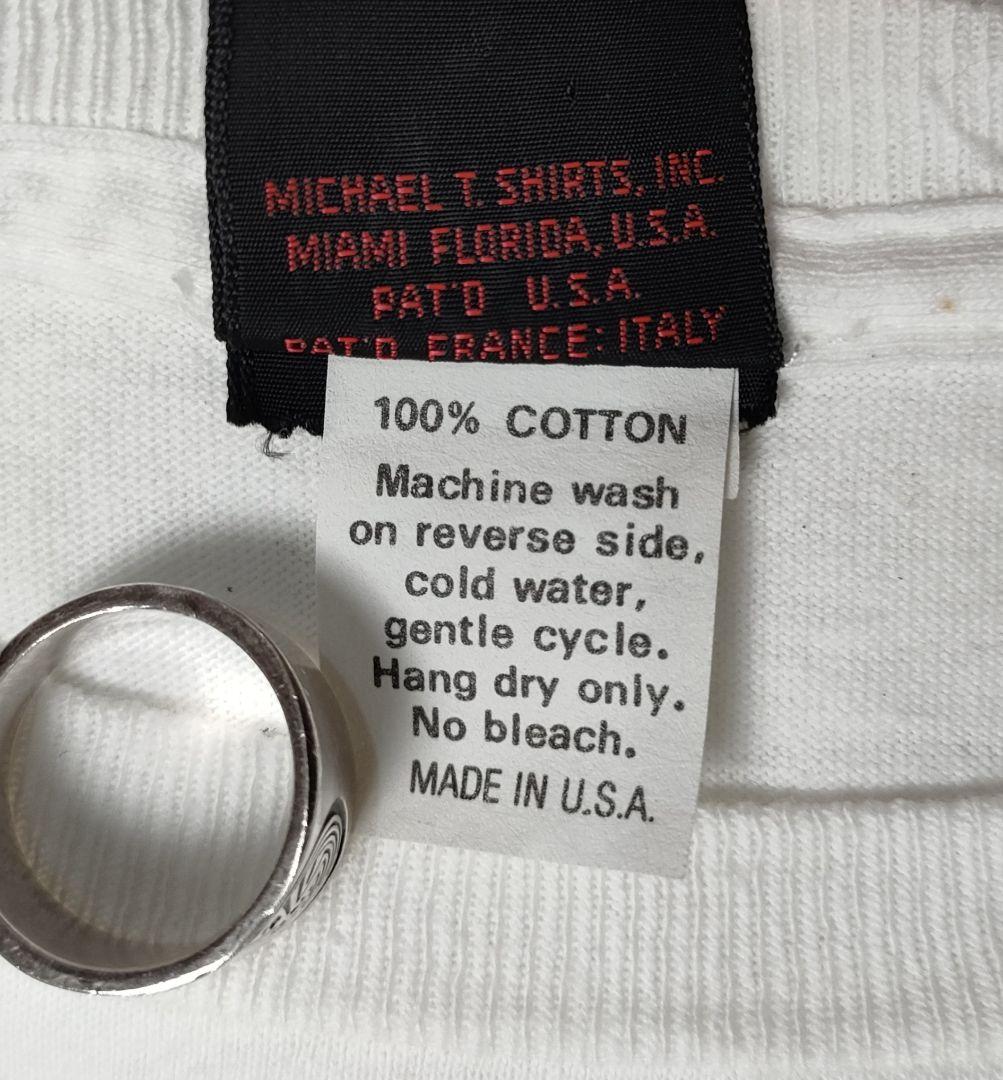 MICHAEL T. SHIRTS, INC.
MIAMI FLORIDA, U.S.A.
PAT'D U.S.A.
PAT'D FRANCE: ITALY
100% COTTON
Machine wash
on reverse side,
cold water,
gentle cycle.
Hang dry only.
No bleach.
MADE IN U.S.A.